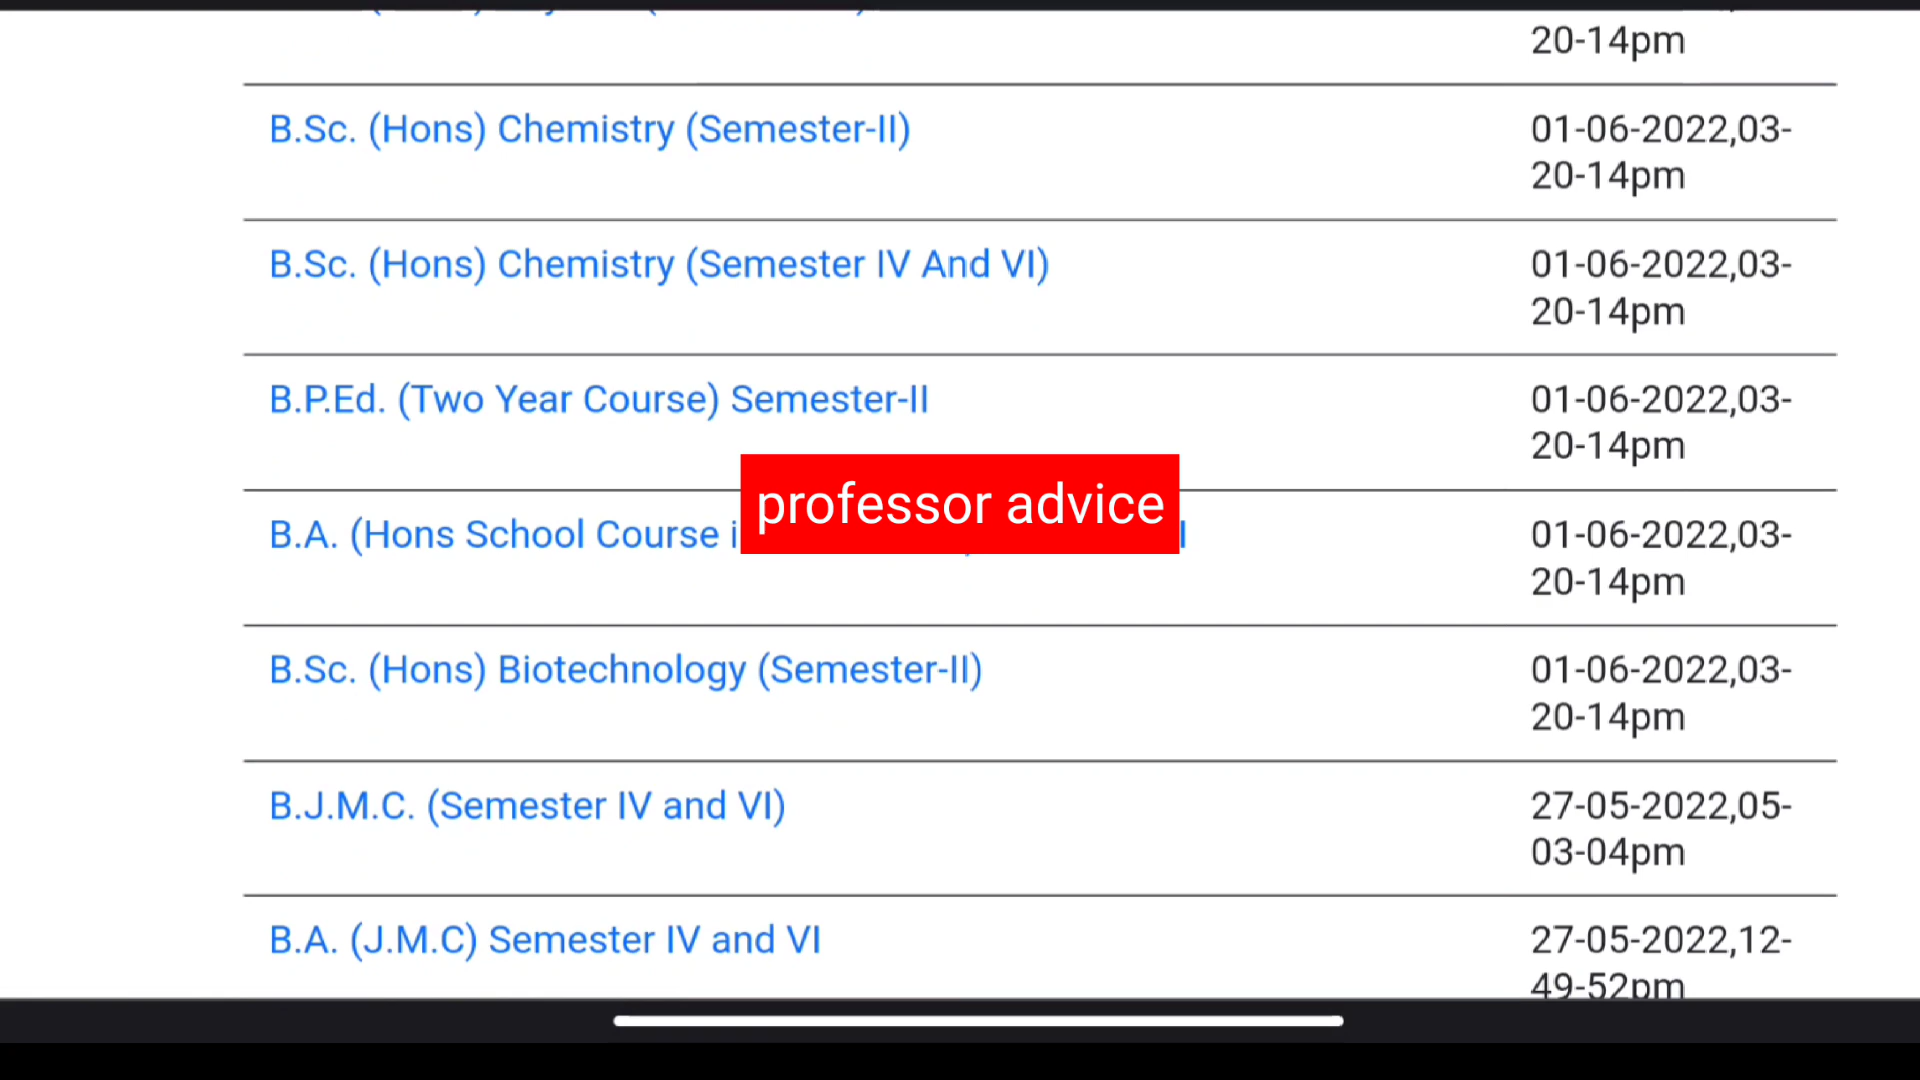 20-14pm
B.Sc. (Hons) Chemistry (Semester-II)
01-06-2022,03-
20-14pm
B.Sc. (Hons) Chemistry (Semester IV And VI)
01-06-2022,03-
20-14pm
B.P.Ed. (Two Year Course) Semester-II
01-06-2022,03-
20-14pm
professor advice
B.A. (Hons School Course
01-06-2022,03-
20-14pm
B.Sc. (Hons) Biotechnology (Semester-II)
01-06-2022,03-
20-14pm
B.J.M.C. (Semester IV and VI)
27-05-2022,05-
03-04pm
B.A. (J.M.C) Semester IV and VI
27-05-2022,12-
49-52pm